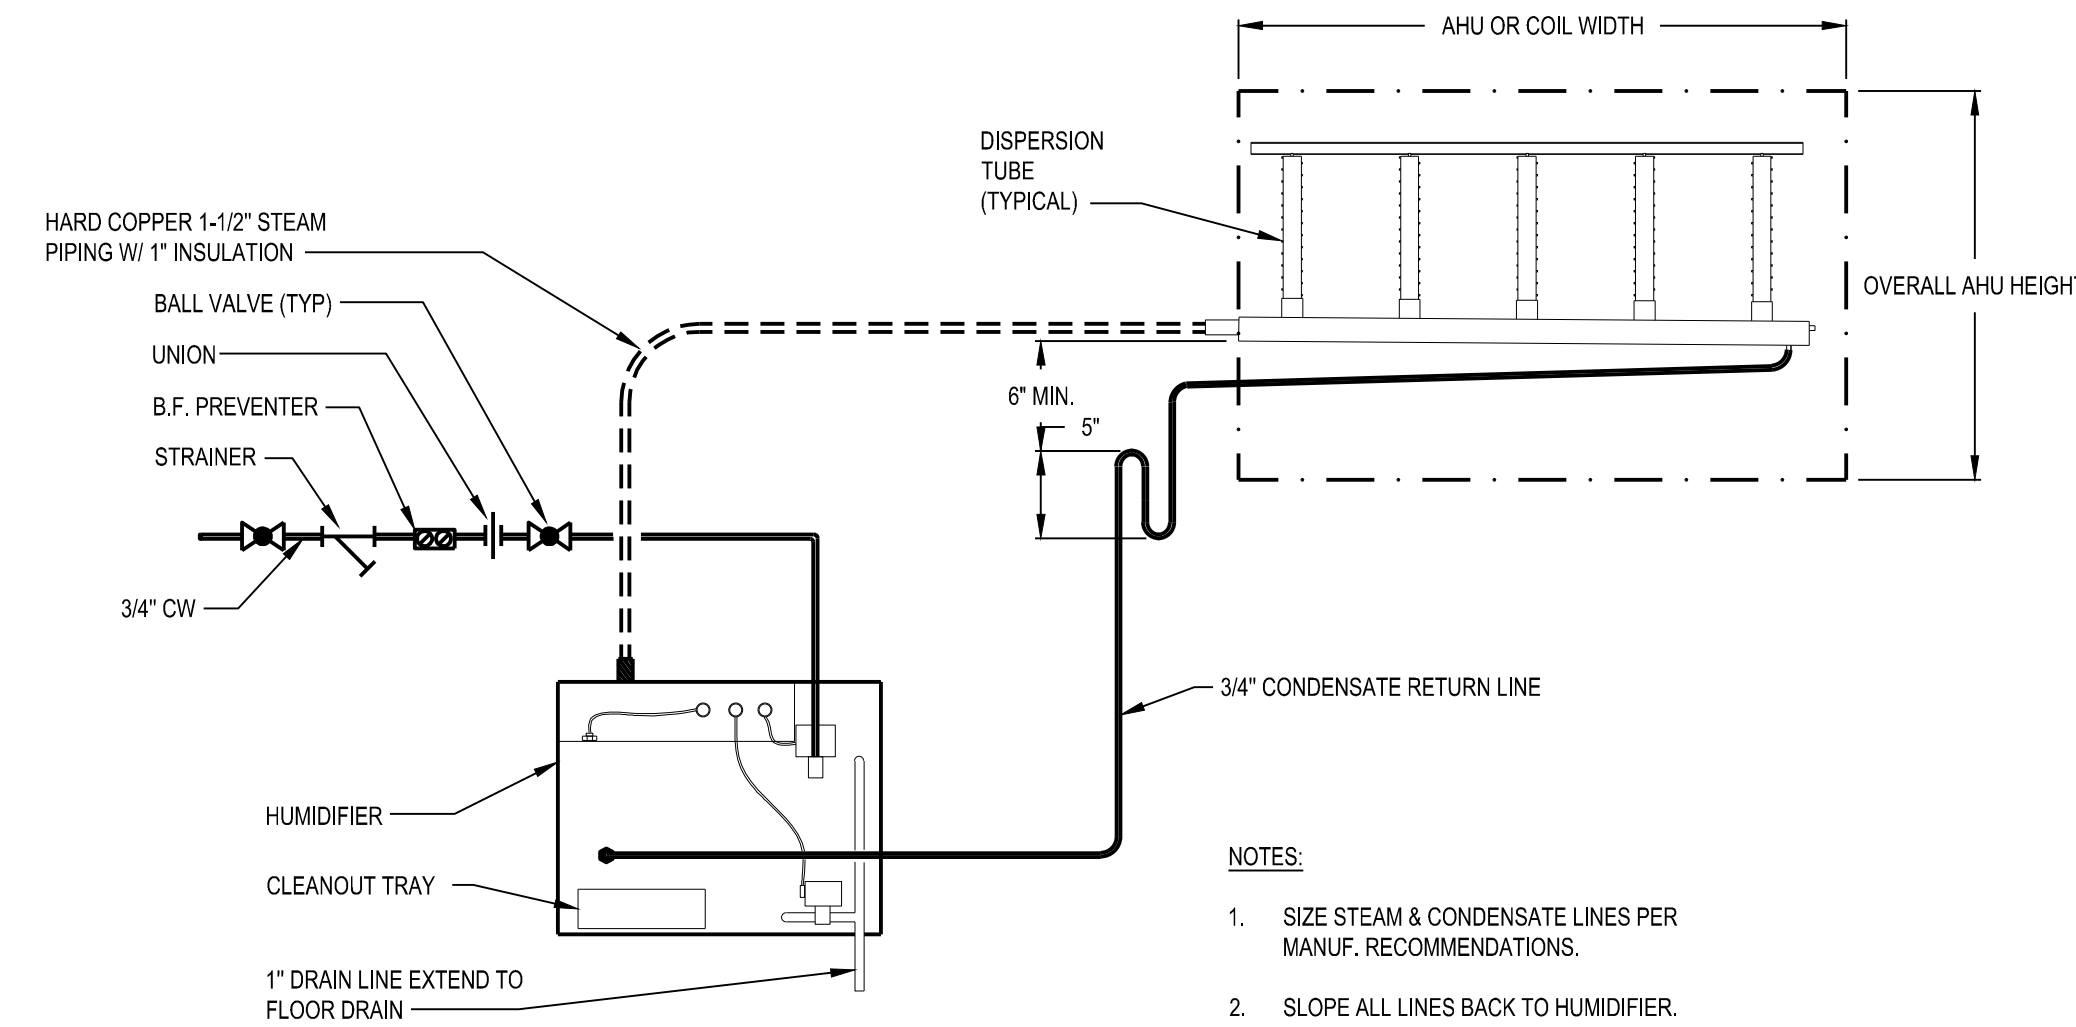 AHU OR COIL WIDTH
DISPERSION
TUBE
(TYPICAL)
HARD COPPER 1-1/2" STEAM
PIPING W/ 1" INSULATION
BALL VALVE (TYP)
UNION
B.F. PREVENTER
STRAINER
3/4" CW
OVERALL AHU HEIGHT
6" MIN.
5"
3/4" CONDENSATE RETURN LINE
HUMIDIFIER
CLEANOUT TRAY
1" DRAIN LINE EXTEND TO
FLOOR DRAIN
NOTES:
1. SIZE STEAM & CONDENSATE LINES PER
MANUF. RECOMMENDATIONS.
2. SLOPE ALL LINES BACK TO HUMIDIFIER.